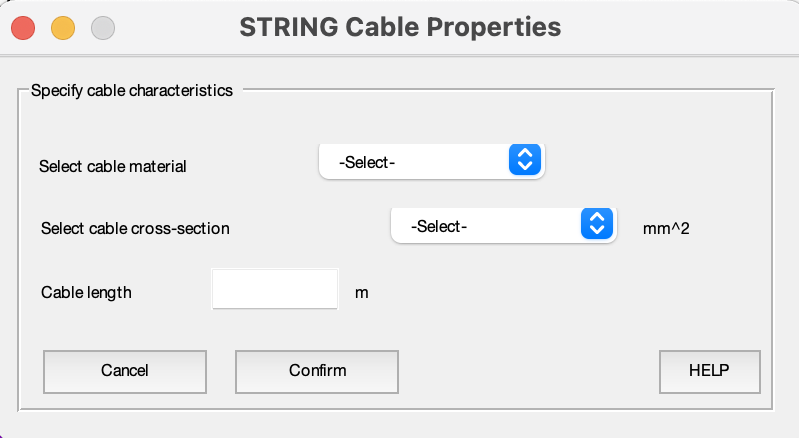 STRING Cable Properties
Specify cable characteristics
Select cable material -Select-
Select cable cross-section -Select- mm^2
Cable length m
Cancel Confirm HELP